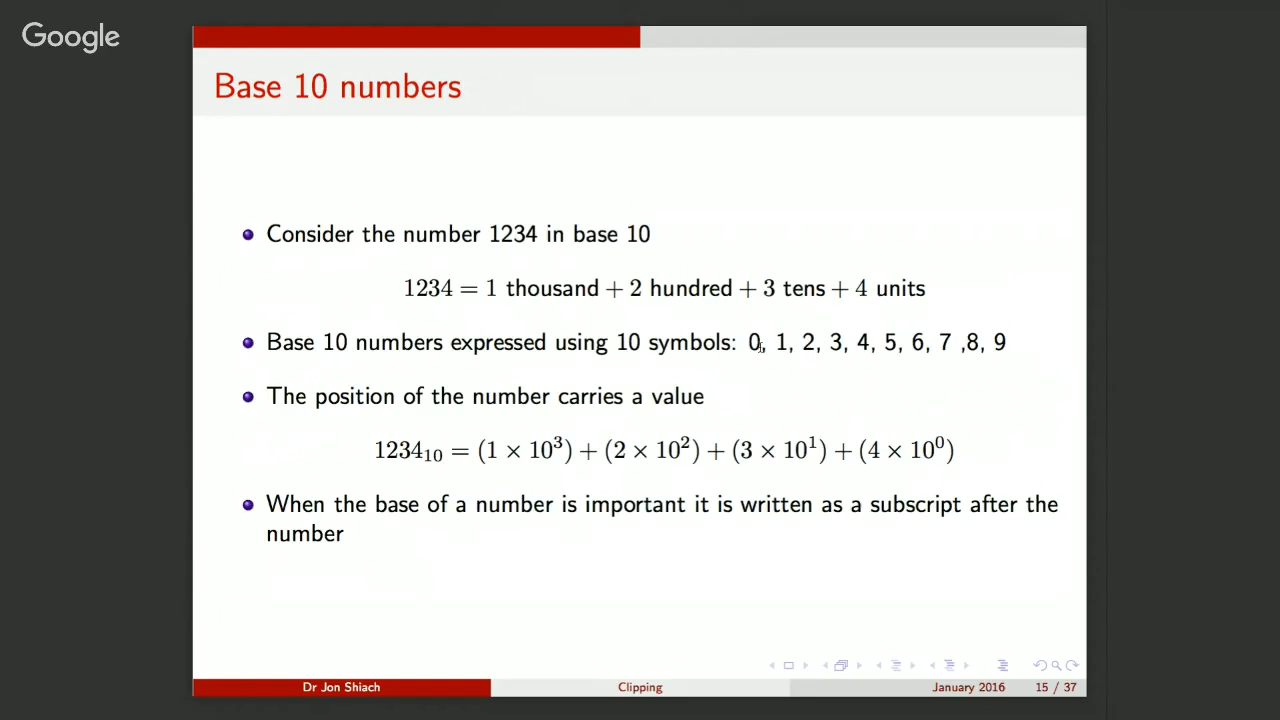 Google
Base 10 numbers
Consider the number 1234 in base 10
1234 = 1 thousand + 2 hundred + 3 tens + 4 units
Base 10 numbers expressed using 10 symbols: 0, 1, 2, 3, 4, 5, 6, 7 ,8, 9
The position of the number carries a value
1234₁₀ = (1 × 10³) + (2 × 10²) + (3 × 10¹) + (4 × 10⁰)
When the base of a number is important it is written as a subscript after the
number
Dr Jon Shiach Clipping January 2016 15 / 37